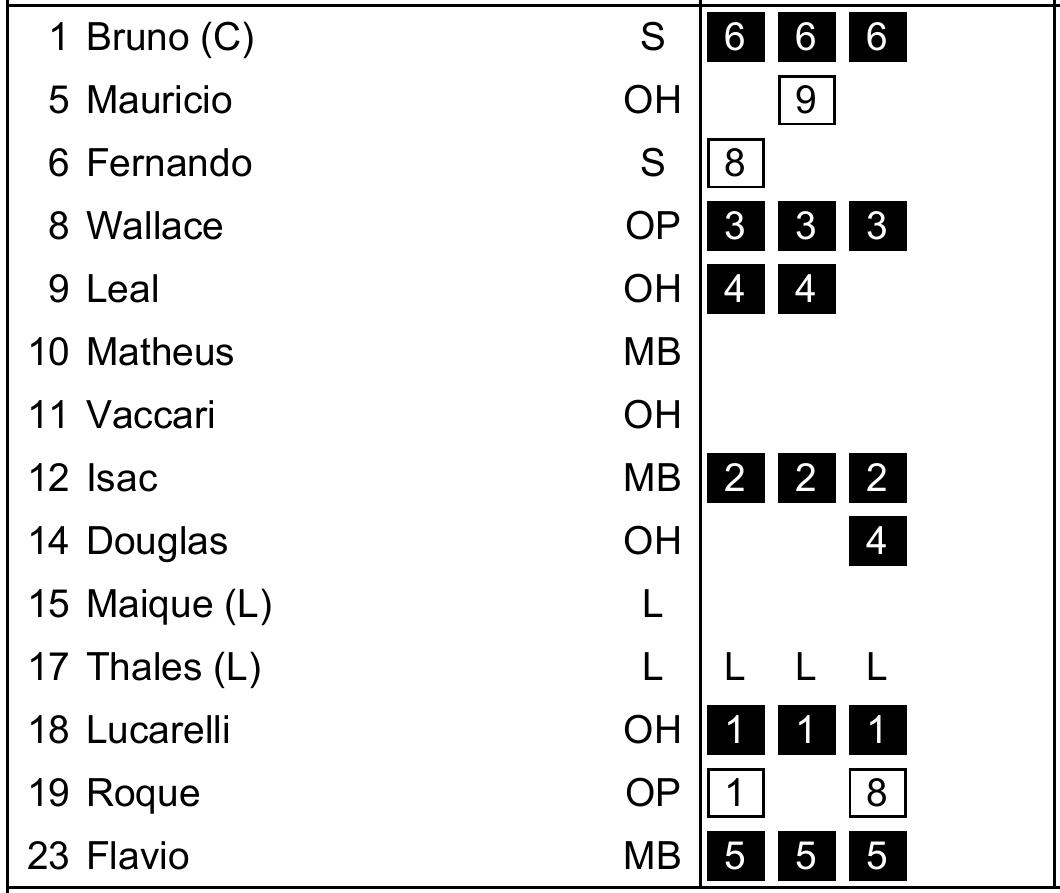 1 Bruno (C) S 6 6 6
5 Mauricio OH 9
6 Fernando S 8
8 Wallace OP 3 3 3
9 Leal OH 4 4
10 Matheus MB
11 Vaccari OH
12 Isac MB 2 2 2
14 Douglas OH 4
15 Maique (L) L
17 Thales (L) L L L L
18 Lucarelli OH 1 1 1
19 Roque OP 1 8
23 Flavio MB 5 5 5